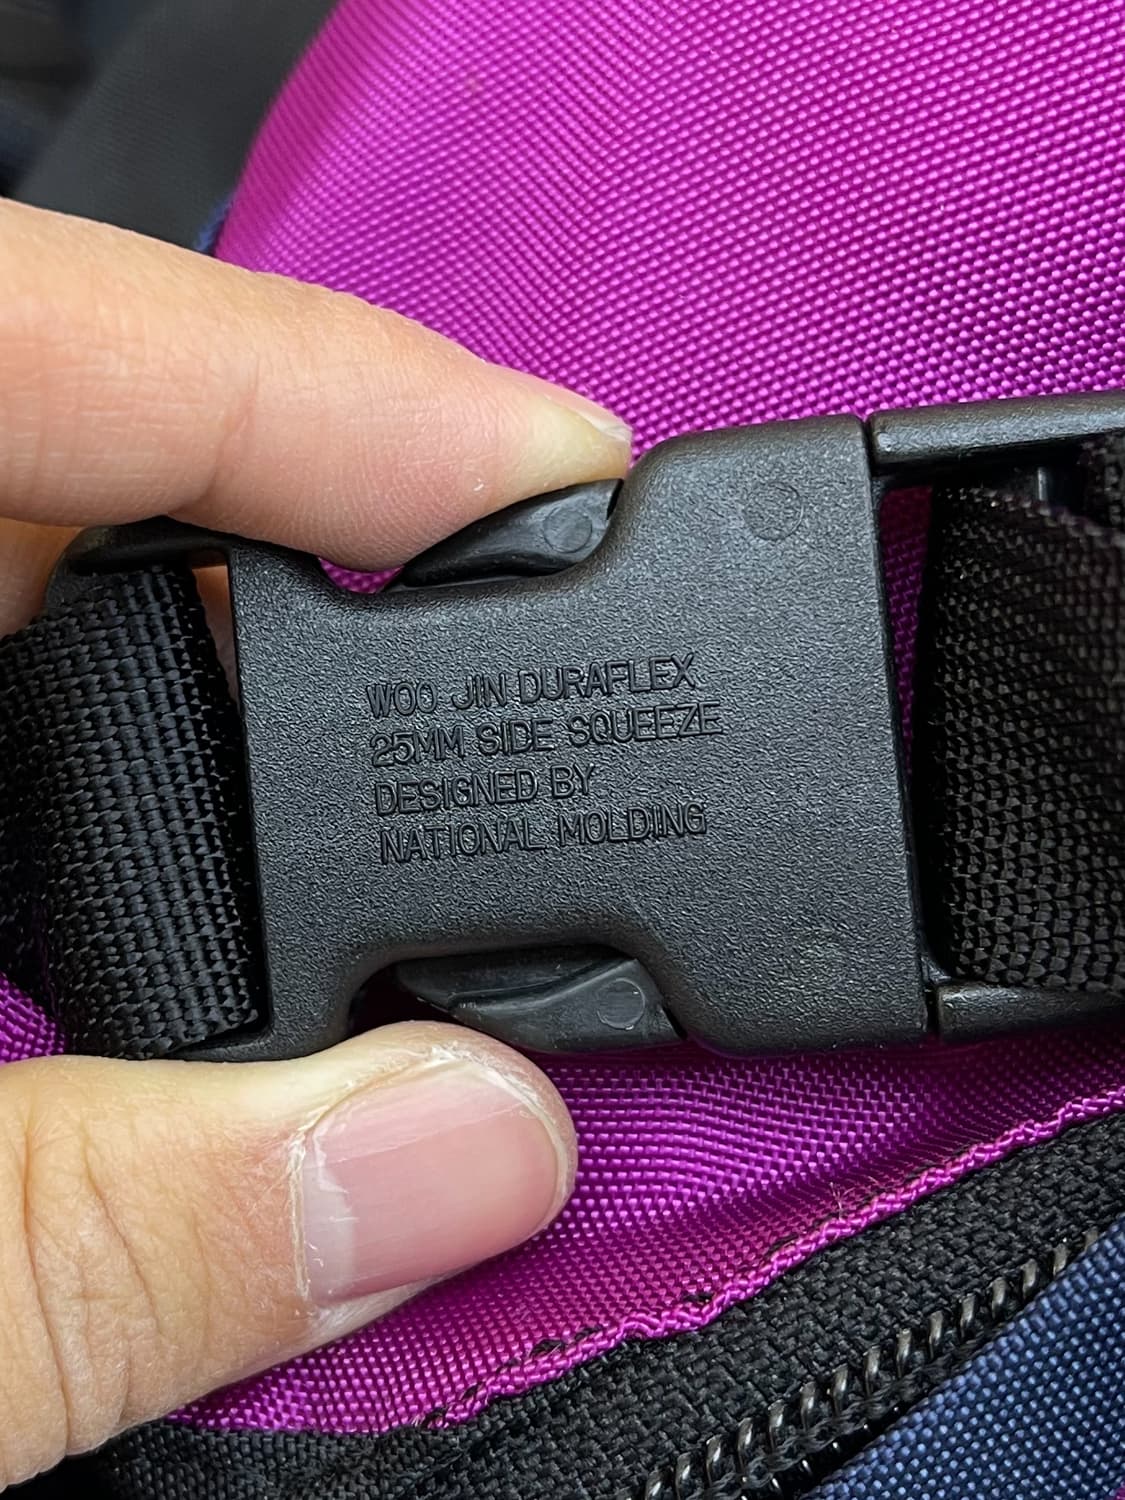 WOO JIN DURAFLEX
25MM SIDE SQUEEZE
DESIGNED BY
NATIONAL MOLDING